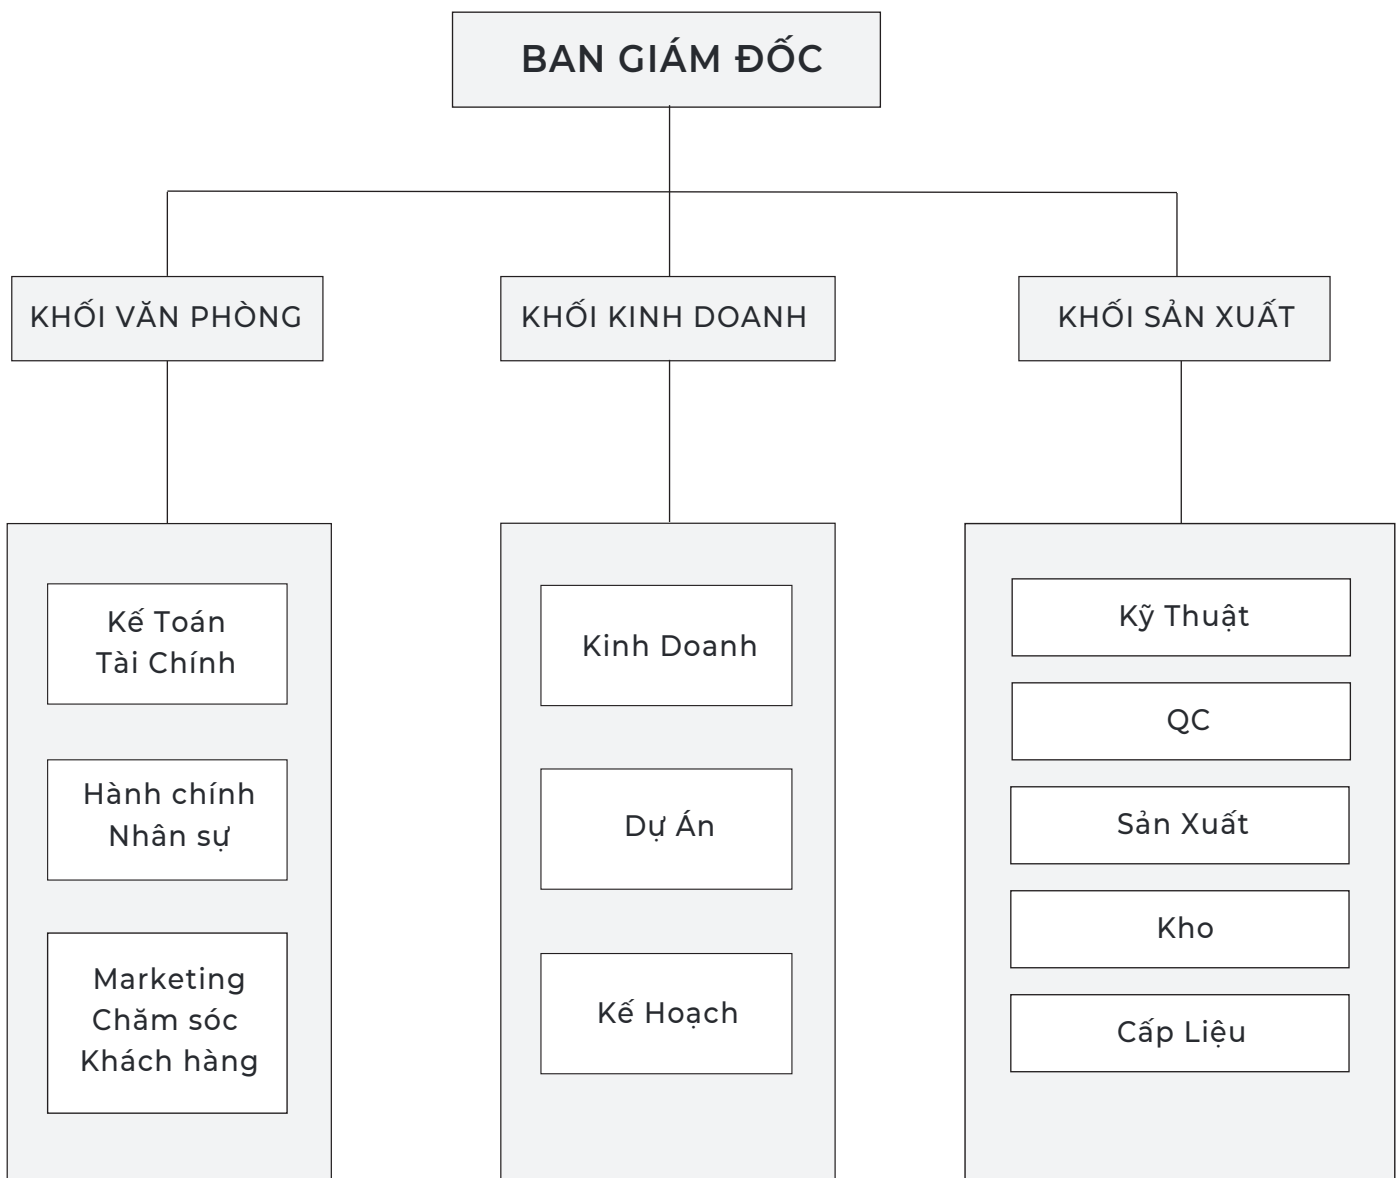 BAN GIÁM ĐỐC
KHỐI VĂN PHÒNG
KHỐI KINH DOANH
KHỐI SẢN XUẤT
Kế Toán
Tài Chính
Hành chính
Nhân sự
Marketing
Chăm sóc
Khách hàng
Kinh Doanh
Dự Án
Kế Hoạch
Kỹ Thuật
QC
Sản Xuất
Kho
Cấp Liệu